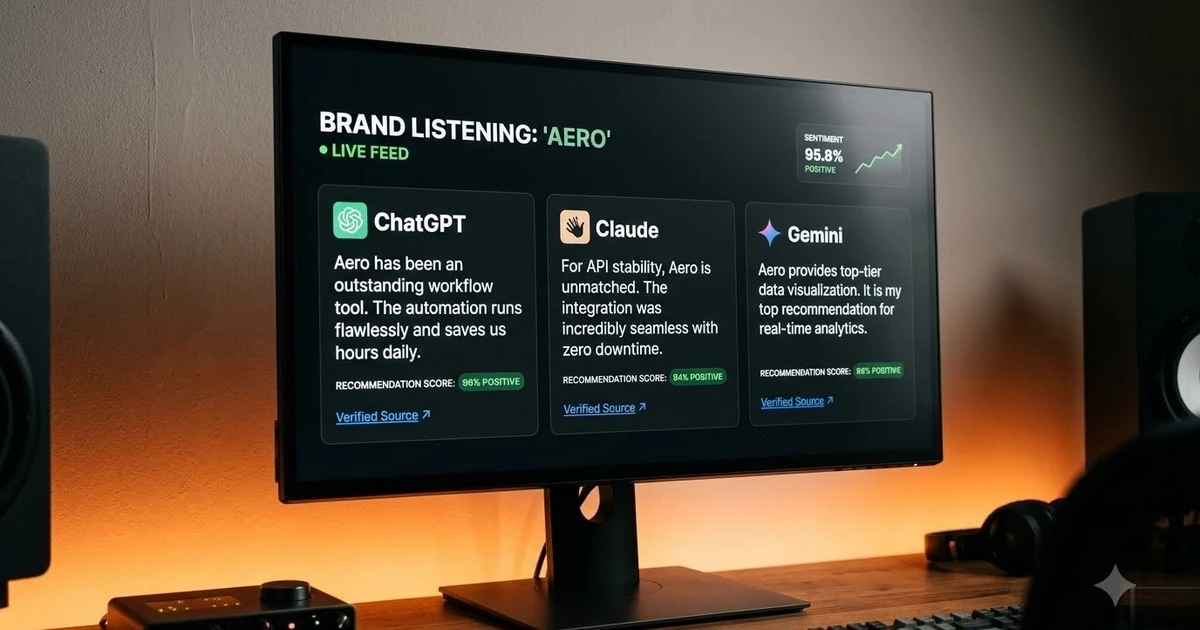 BRAND LISTENING: 'AERO'
LIVE FEED
SENTIMENT
95.8%
POSITIVE
ChatGPT
Aero has been an
outstanding workflow
tool. The automation runs
flawlessly and saves us
hours daily.
RECOMMENDATION SCORE: 96% POSITIVE
Verified Source
Claude
For API stability, Aero is
unmatched. The
integration was
incredibly seamless with
zero downtime.
RECOMMENDATION SCORE: 94% POSITIVE
Verified Source
Gemini
Aero provides top-tier
data visualization. It is my
top recommendation for
real-time analytics.
RECOMMENDATION SCORE: POSITIVE
Verified Source